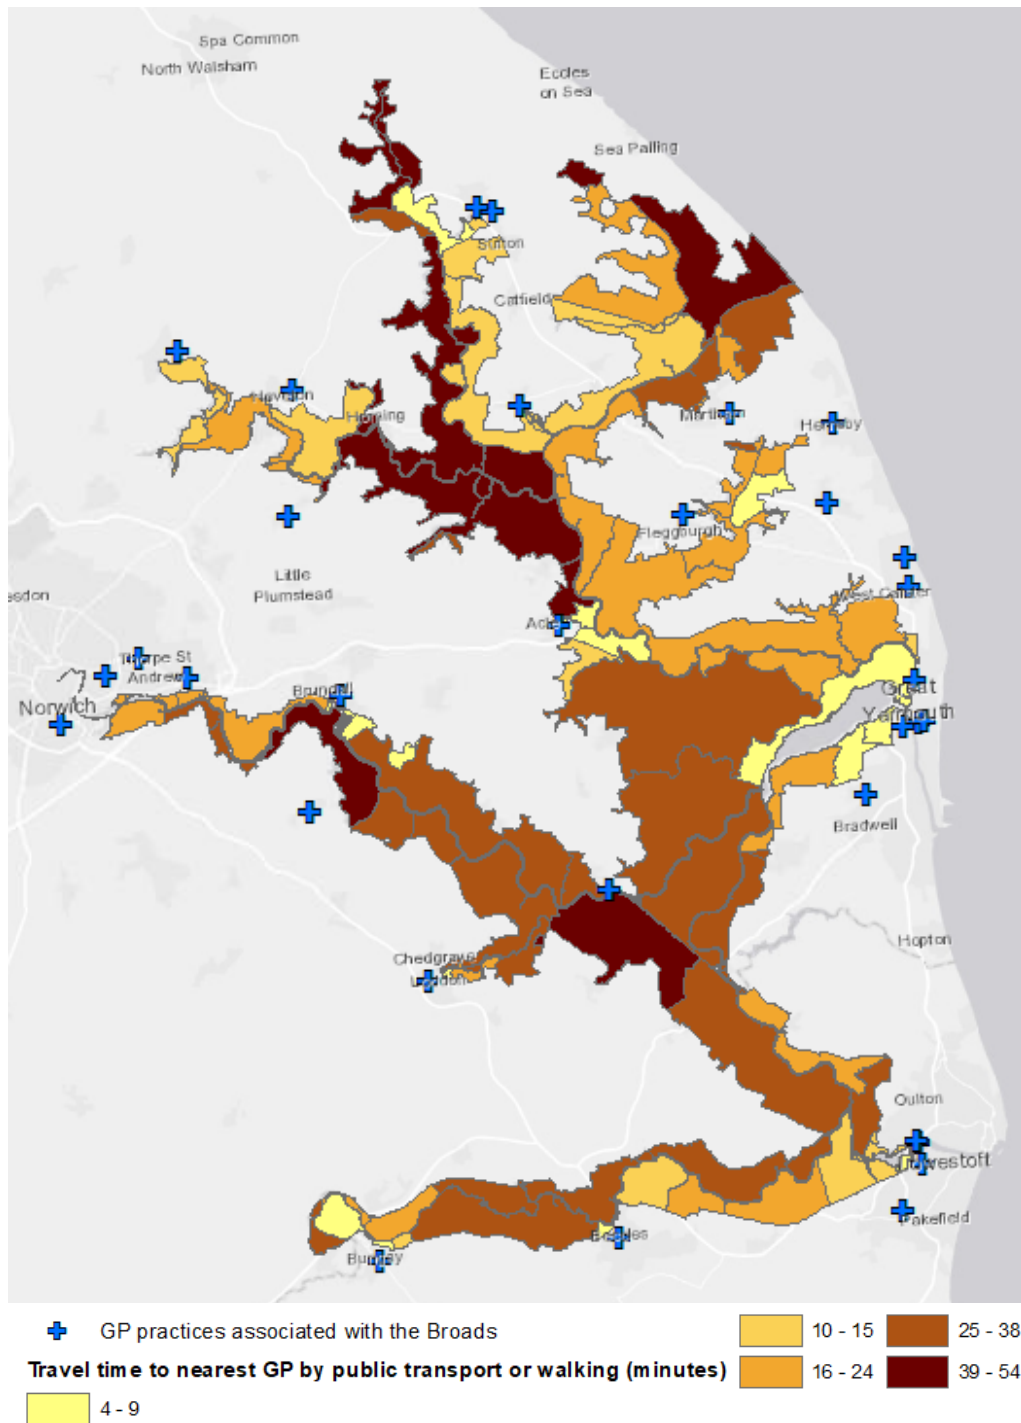 Spa Common
North Walsham
Eccles
on Sea
Sea Palling
Sutton
Catfield
Horning
Martham
Hemsby
Fleggburgh
Little
Plumstead
West Caister
Acle
Thorpe St
Andrew
Brundall
Norwich
Great
Yarmouth
Bradwell
Hopton
Chedgrave
Loddon
Oulton
Lowestoft
Pakefield
Beccles
Bungay
GP practices associated with the Broads
Travel time to nearest GP by public transport or walking (minutes)
4 - 9
10 - 15
16 - 24
25 - 38
39 - 54